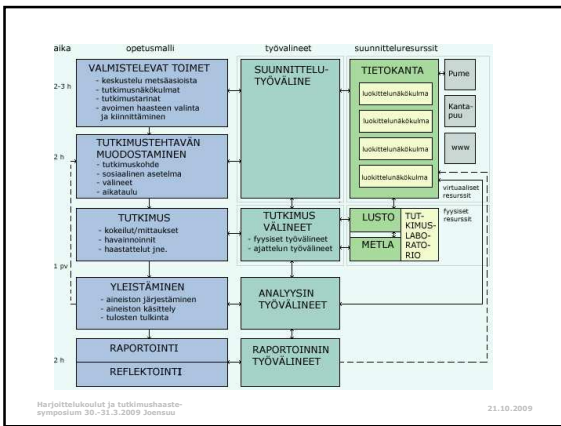 aika
opetusmalli
työvälineet
suunnitteluresurssit
2-3 h
VALMISTELEVAT TOIMET
- keskustelu metsäasioista
- tutkimusnäkökulmat
- tutkimustarinat
- avoimen haasteen valinta
ja kiinnittäminen
SUUNNITTELU-
TYÖVÄLINE
TIETOKANTA
luokittelunäkökulma
luokittelunäkökulma
luokittelunäkökulma
luokittelunäkökulma
Pume
Kanta-
puu
www
2 h
TUTKIMUSTEHTÄVÄN
MUODOSTAMINEN
- tutkimuskohde
- sosiaalinen asetelma
- välineet
- aikataulu
virtuaaliset
resurssit
fyysiset
resurssit
1 pv
TUTKIMUS
- kokeilut/mittaukset
- havainnoinnit
- haastattelut jne.
TUTKIMUS
VÄLINEET
- fyysiset työvälineet
- ajattelun työvälineet
LUSTO
METLA
TUT-
KIMUS-
LABO-
RATO-
RIO
YLEISTÄMINEN
- aineiston järjestäminen
- aineiston käsittely
- tulosten tulkinta
ANALYYSIN
TYÖVÄLINEET
2 h
RAPORTOINTI
REFLEKTOINTI
RAPORTOINNIN
TYÖVÄLINEET
Harjoittelukoulut ja tutkimushaaste-
symposium 30.-31.3.2009 Joensuu
21.10.2009